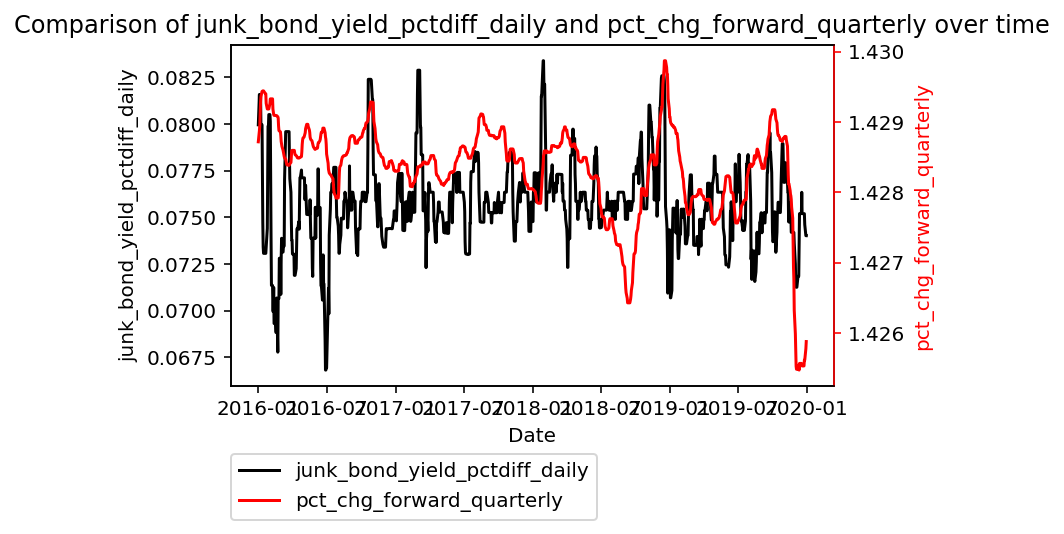 Comparison of junk_bond_yield_pctdiff_daily and pct_chg_forward_quarterly over time
junk_bond_yield_pctdiff_daily
0.0825
0.0800
0.0775
0.0750
0.0725
0.0700
0.0675
1.430
1.429
1.428
1.427
1.426
pct_chg_forward_quarterly
2016-01 2016-07 2017-01 2017-07 2018-01 2018-07 2019-01 2019-07 2020-01
Date
junk_bond_yield_pctdiff_daily
pct_chg_forward_quarterly